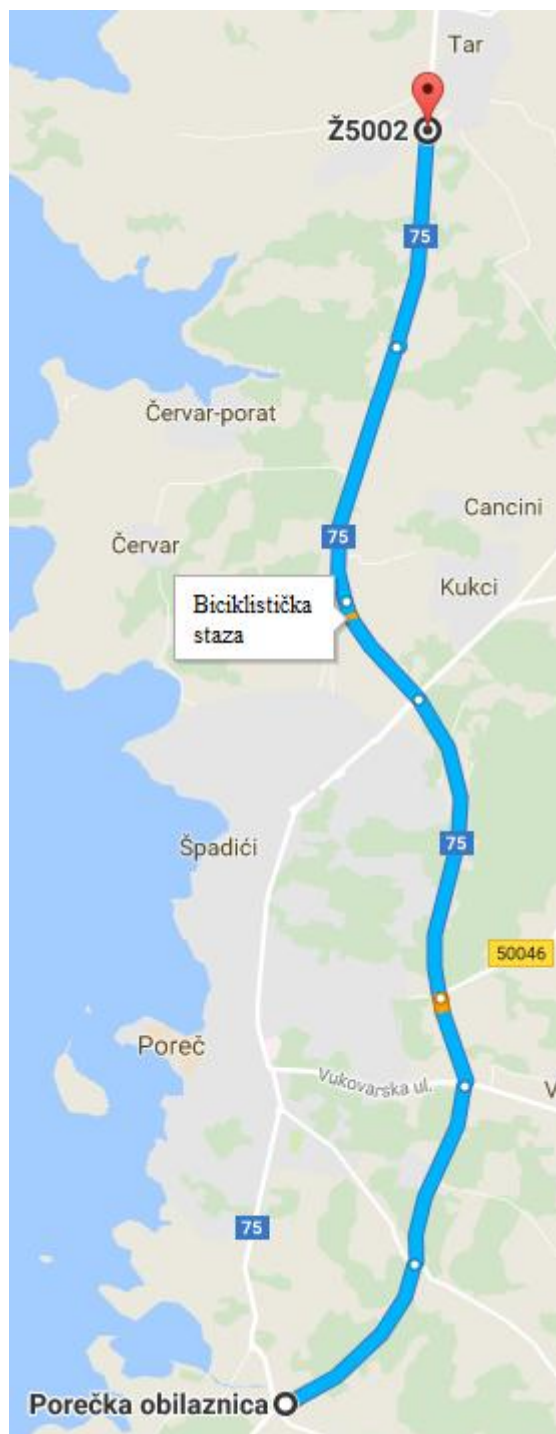 Tar
Ž5002
75
Červar-porat
Cancini
75
Červar
Kukci
Biciklistička
staza
Špadići
75
50046
Poreč
Vukovarska ul.
V
75
Porečka obilaznica